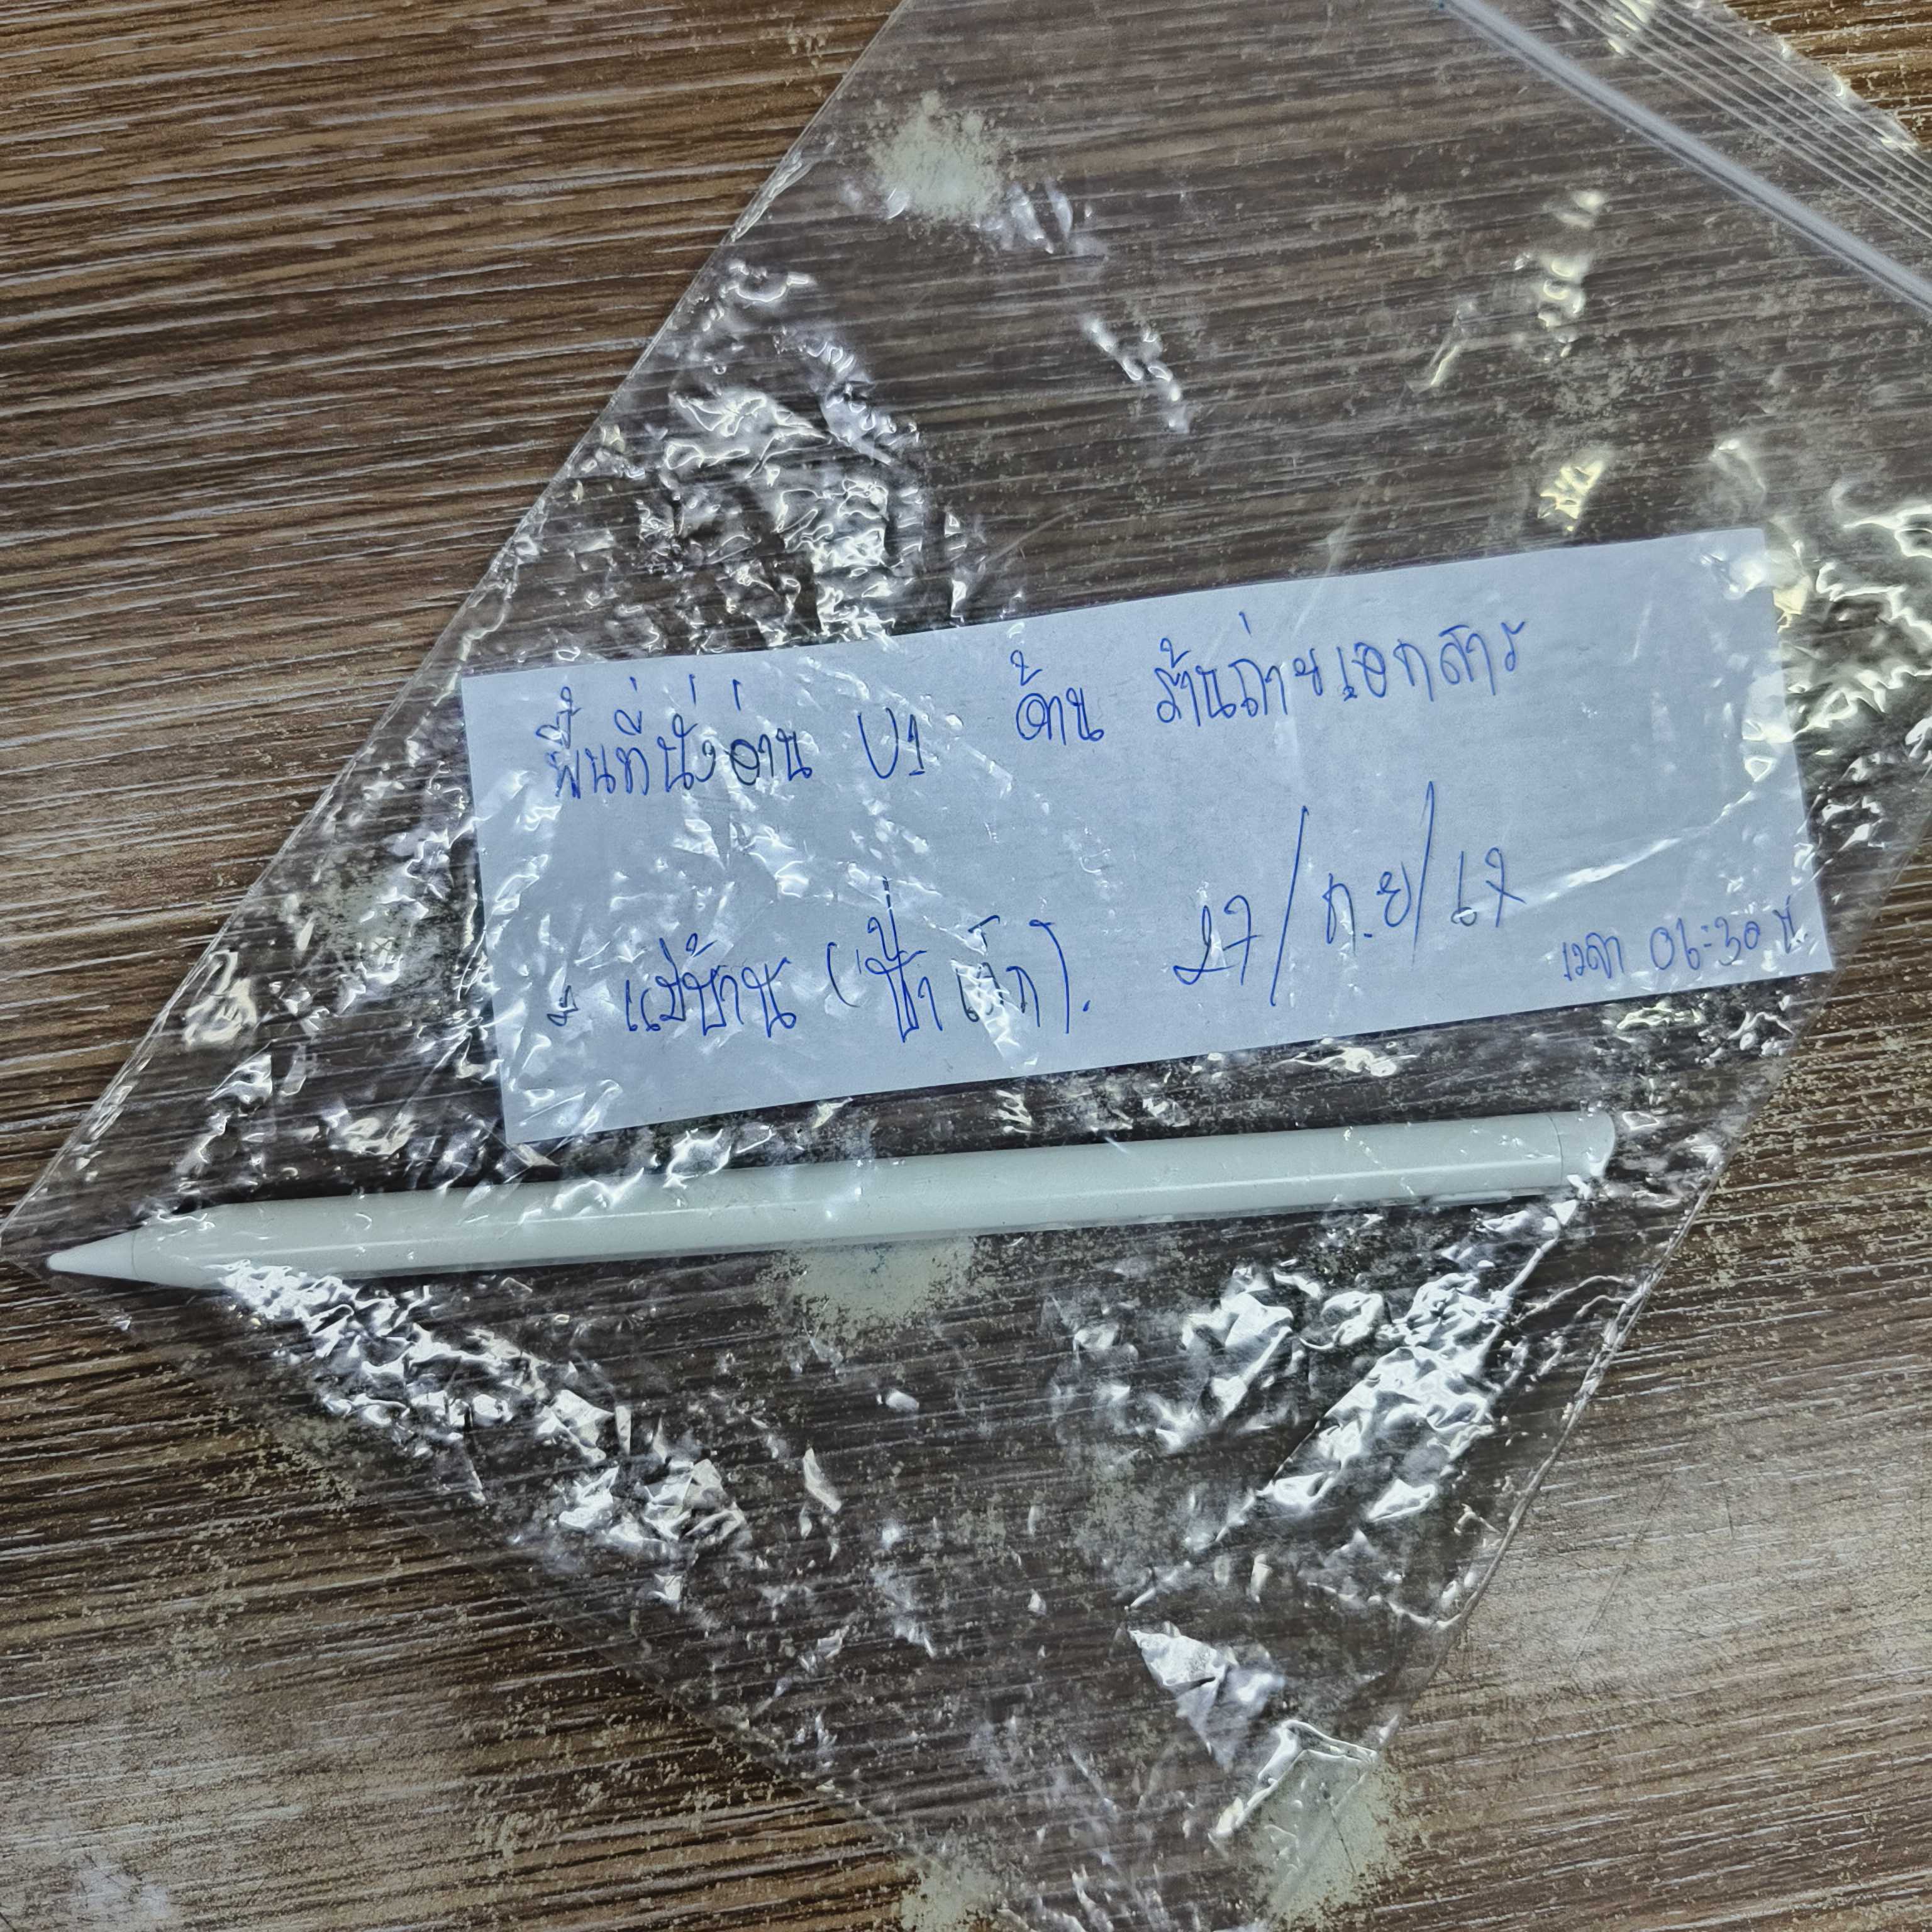 พื้นที่นั่งอ่าน U1 ด้าน ร้านถ่ายเอกสาร
แม่บ้าน (ป้าเล็ก). 27/ก.ย/67
เวลา 06:30 น.